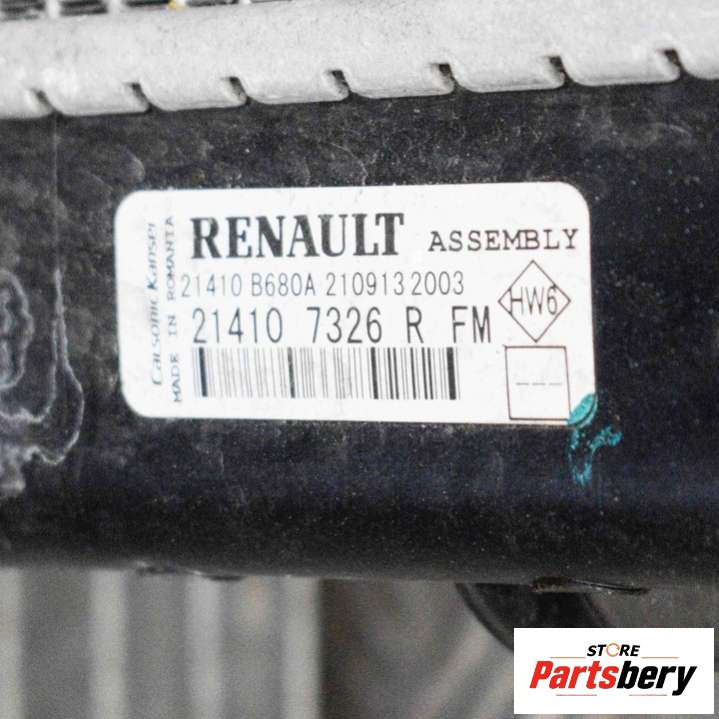 RENAULT ASSEMBLY
21410 B680A 210913 2003
21410 7326 R FM
HW6
---
MADE IN ROMANIA
STORE
Partsbery